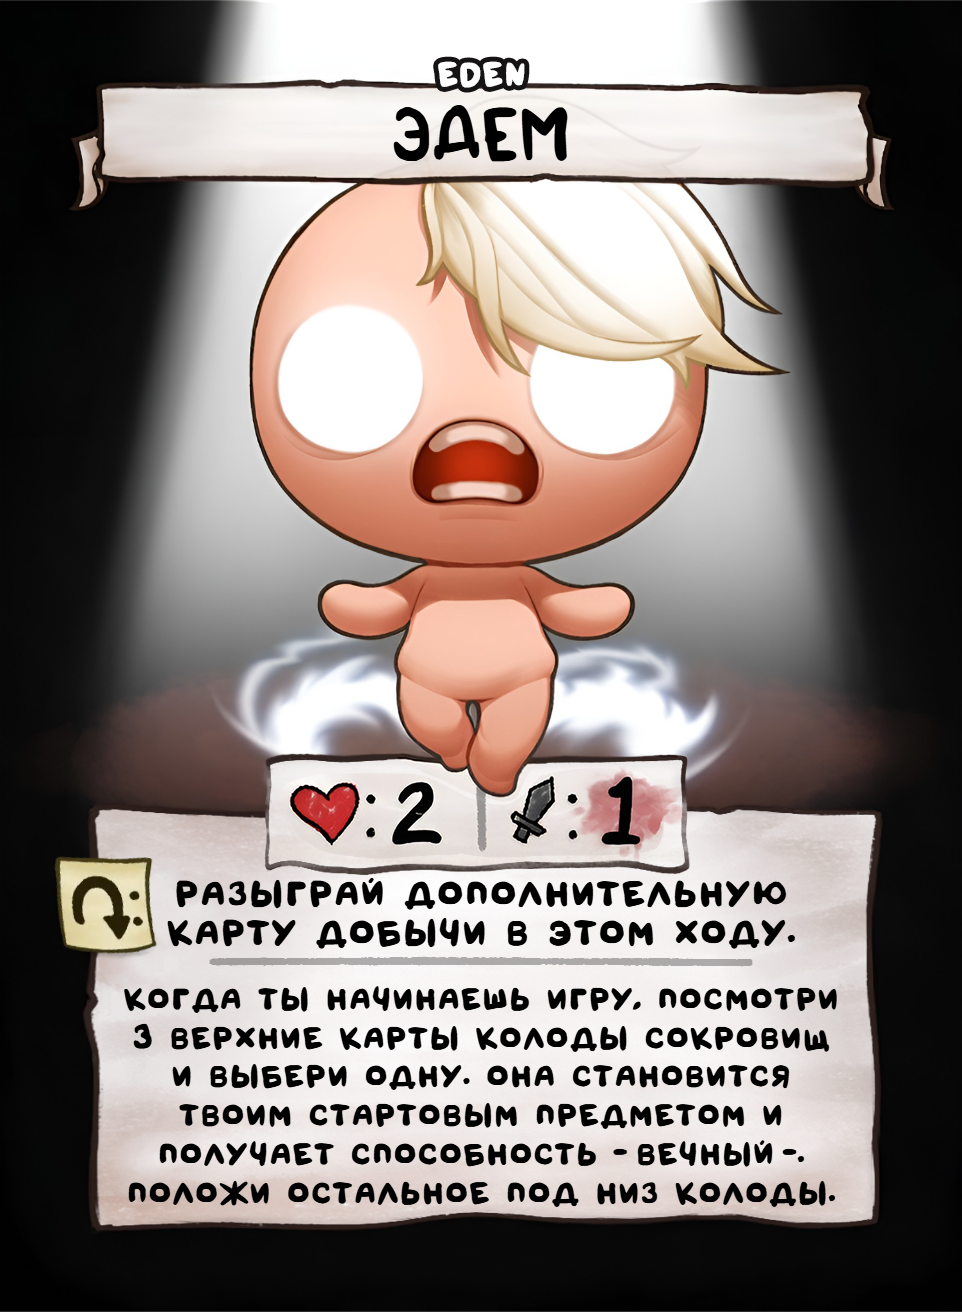 EDEN
ЭДЕМ
: 2 : 1
РАЗЫГРАЙ ДОПОЛНИТЕЛЬНУЮ
КАРТУ ДОБЫЧИ В ЭТОМ ХОДУ.
КОГДА ТЫ НАЧИНАЕШЬ ИГРУ, ПОСМОТРИ
3 ВЕРХНИЕ КАРТЫ КОЛОДЫ СОКРОВИЩ
И ВЫБЕРИ ОДНУ. ОНА СТАНОВИТСЯ
ТВОИМ СТАРТОВЫМ ПРЕДМЕТОМ И
ПОЛУЧАЕТ СПОСОБНОСТЬ -ВЕЧНЫЙ-.
ПОЛОЖИ ОСТАЛЬНОЕ ПОД НИЗ КОЛОДЫ.